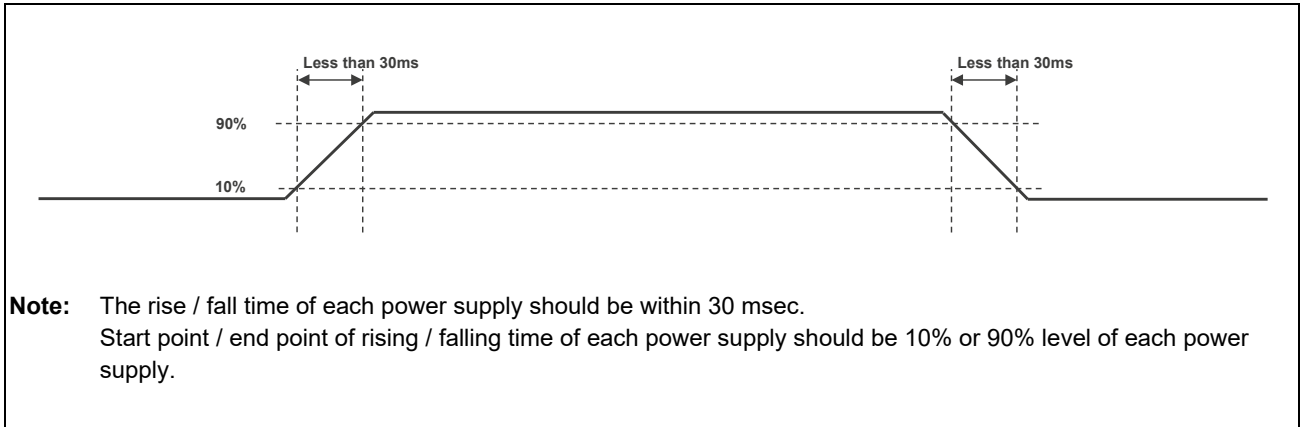 Less than 30ms Less than 30ms
90%
10%
Note: The rise / fall time of each power supply should be within 30 msec.
Start point / end point of rising / falling time of each power supply should be 10% or 90% level of each power
supply.